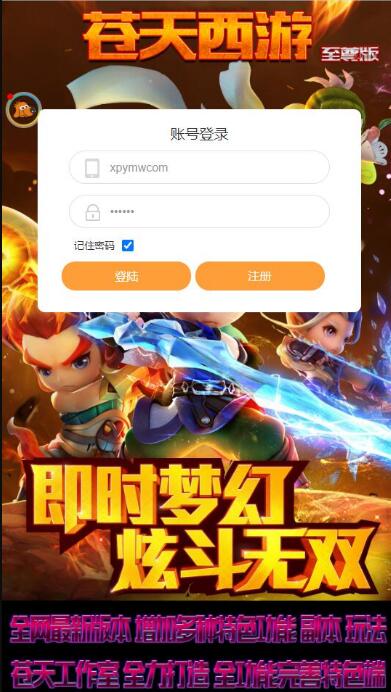 苍天西游
至尊版
账号登录
xpymwcom
••••••
记住密码
登陆 注册
即时梦幻
炫斗无双
全网最新版本 增加多种特色功能 副本 玩法
苍天工作室 全力打造 全功能完善特色端